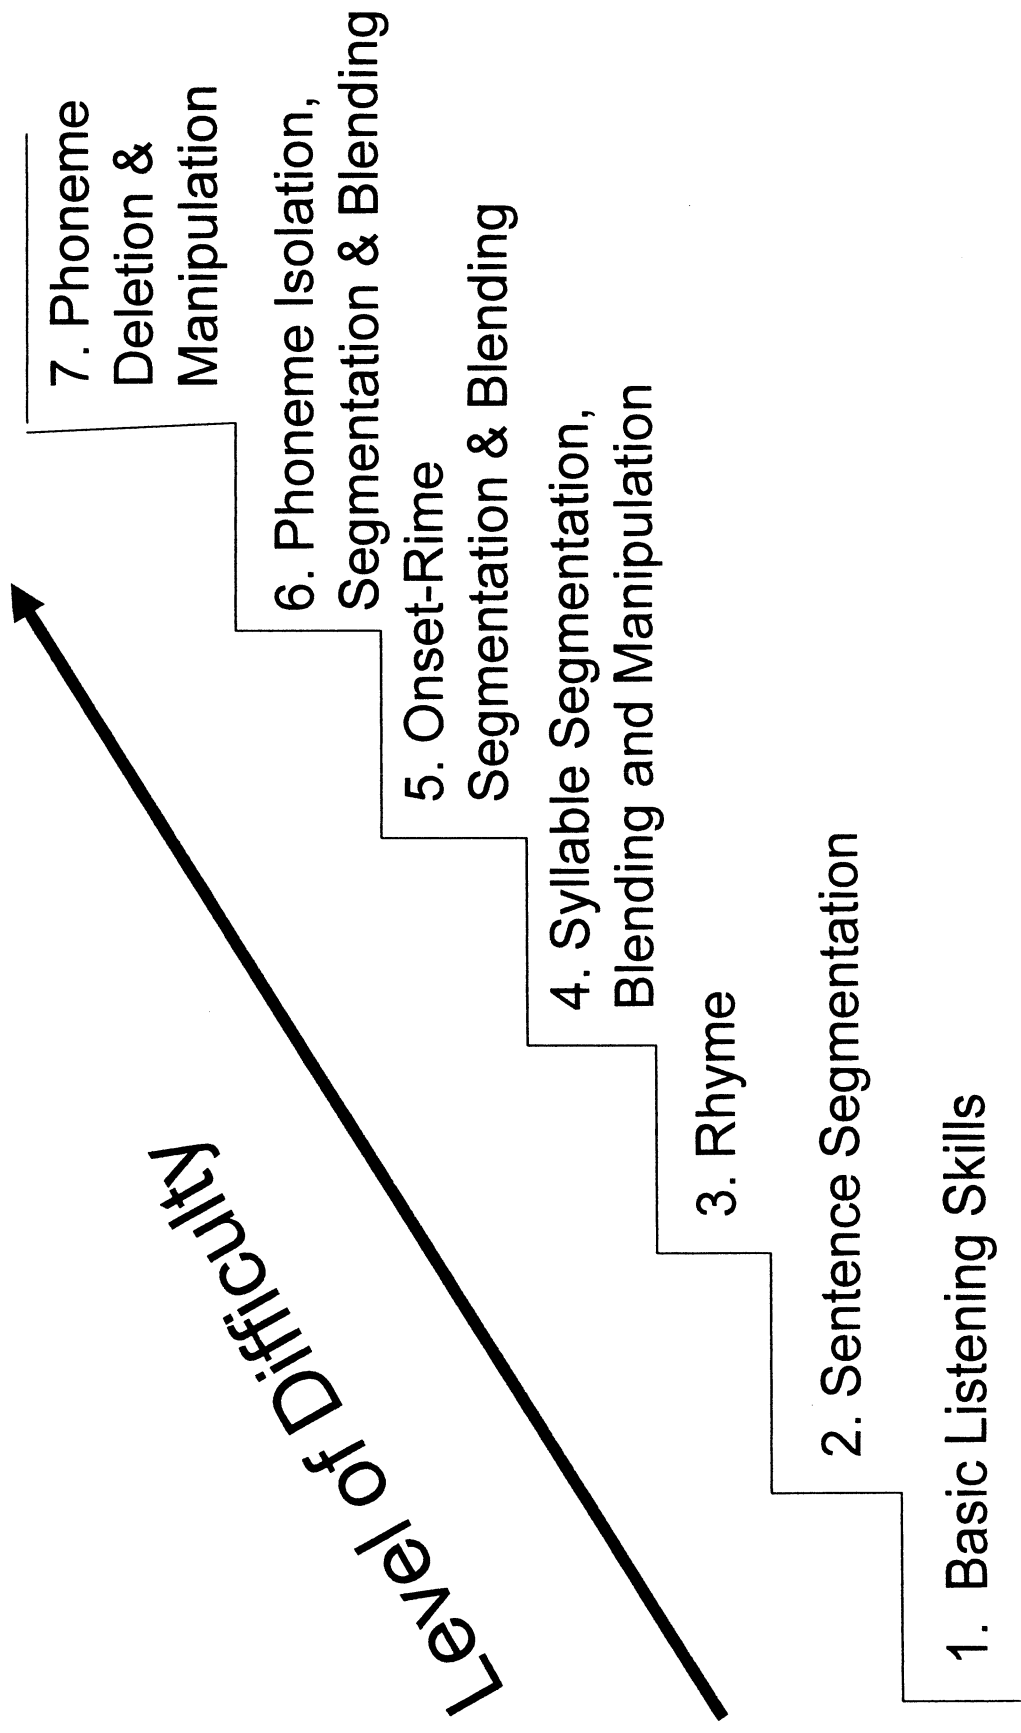 Level of Difficulty
7. Phoneme
Deletion &
Manipulation
6. Phoneme Isolation,
Segmentation & Blending
5. Onset-Rime
Segmentation & Blending
4. Syllable Segmentation,
Blending and Manipulation
3. Rhyme
2. Sentence Segmentation
1. Basic Listening Skills